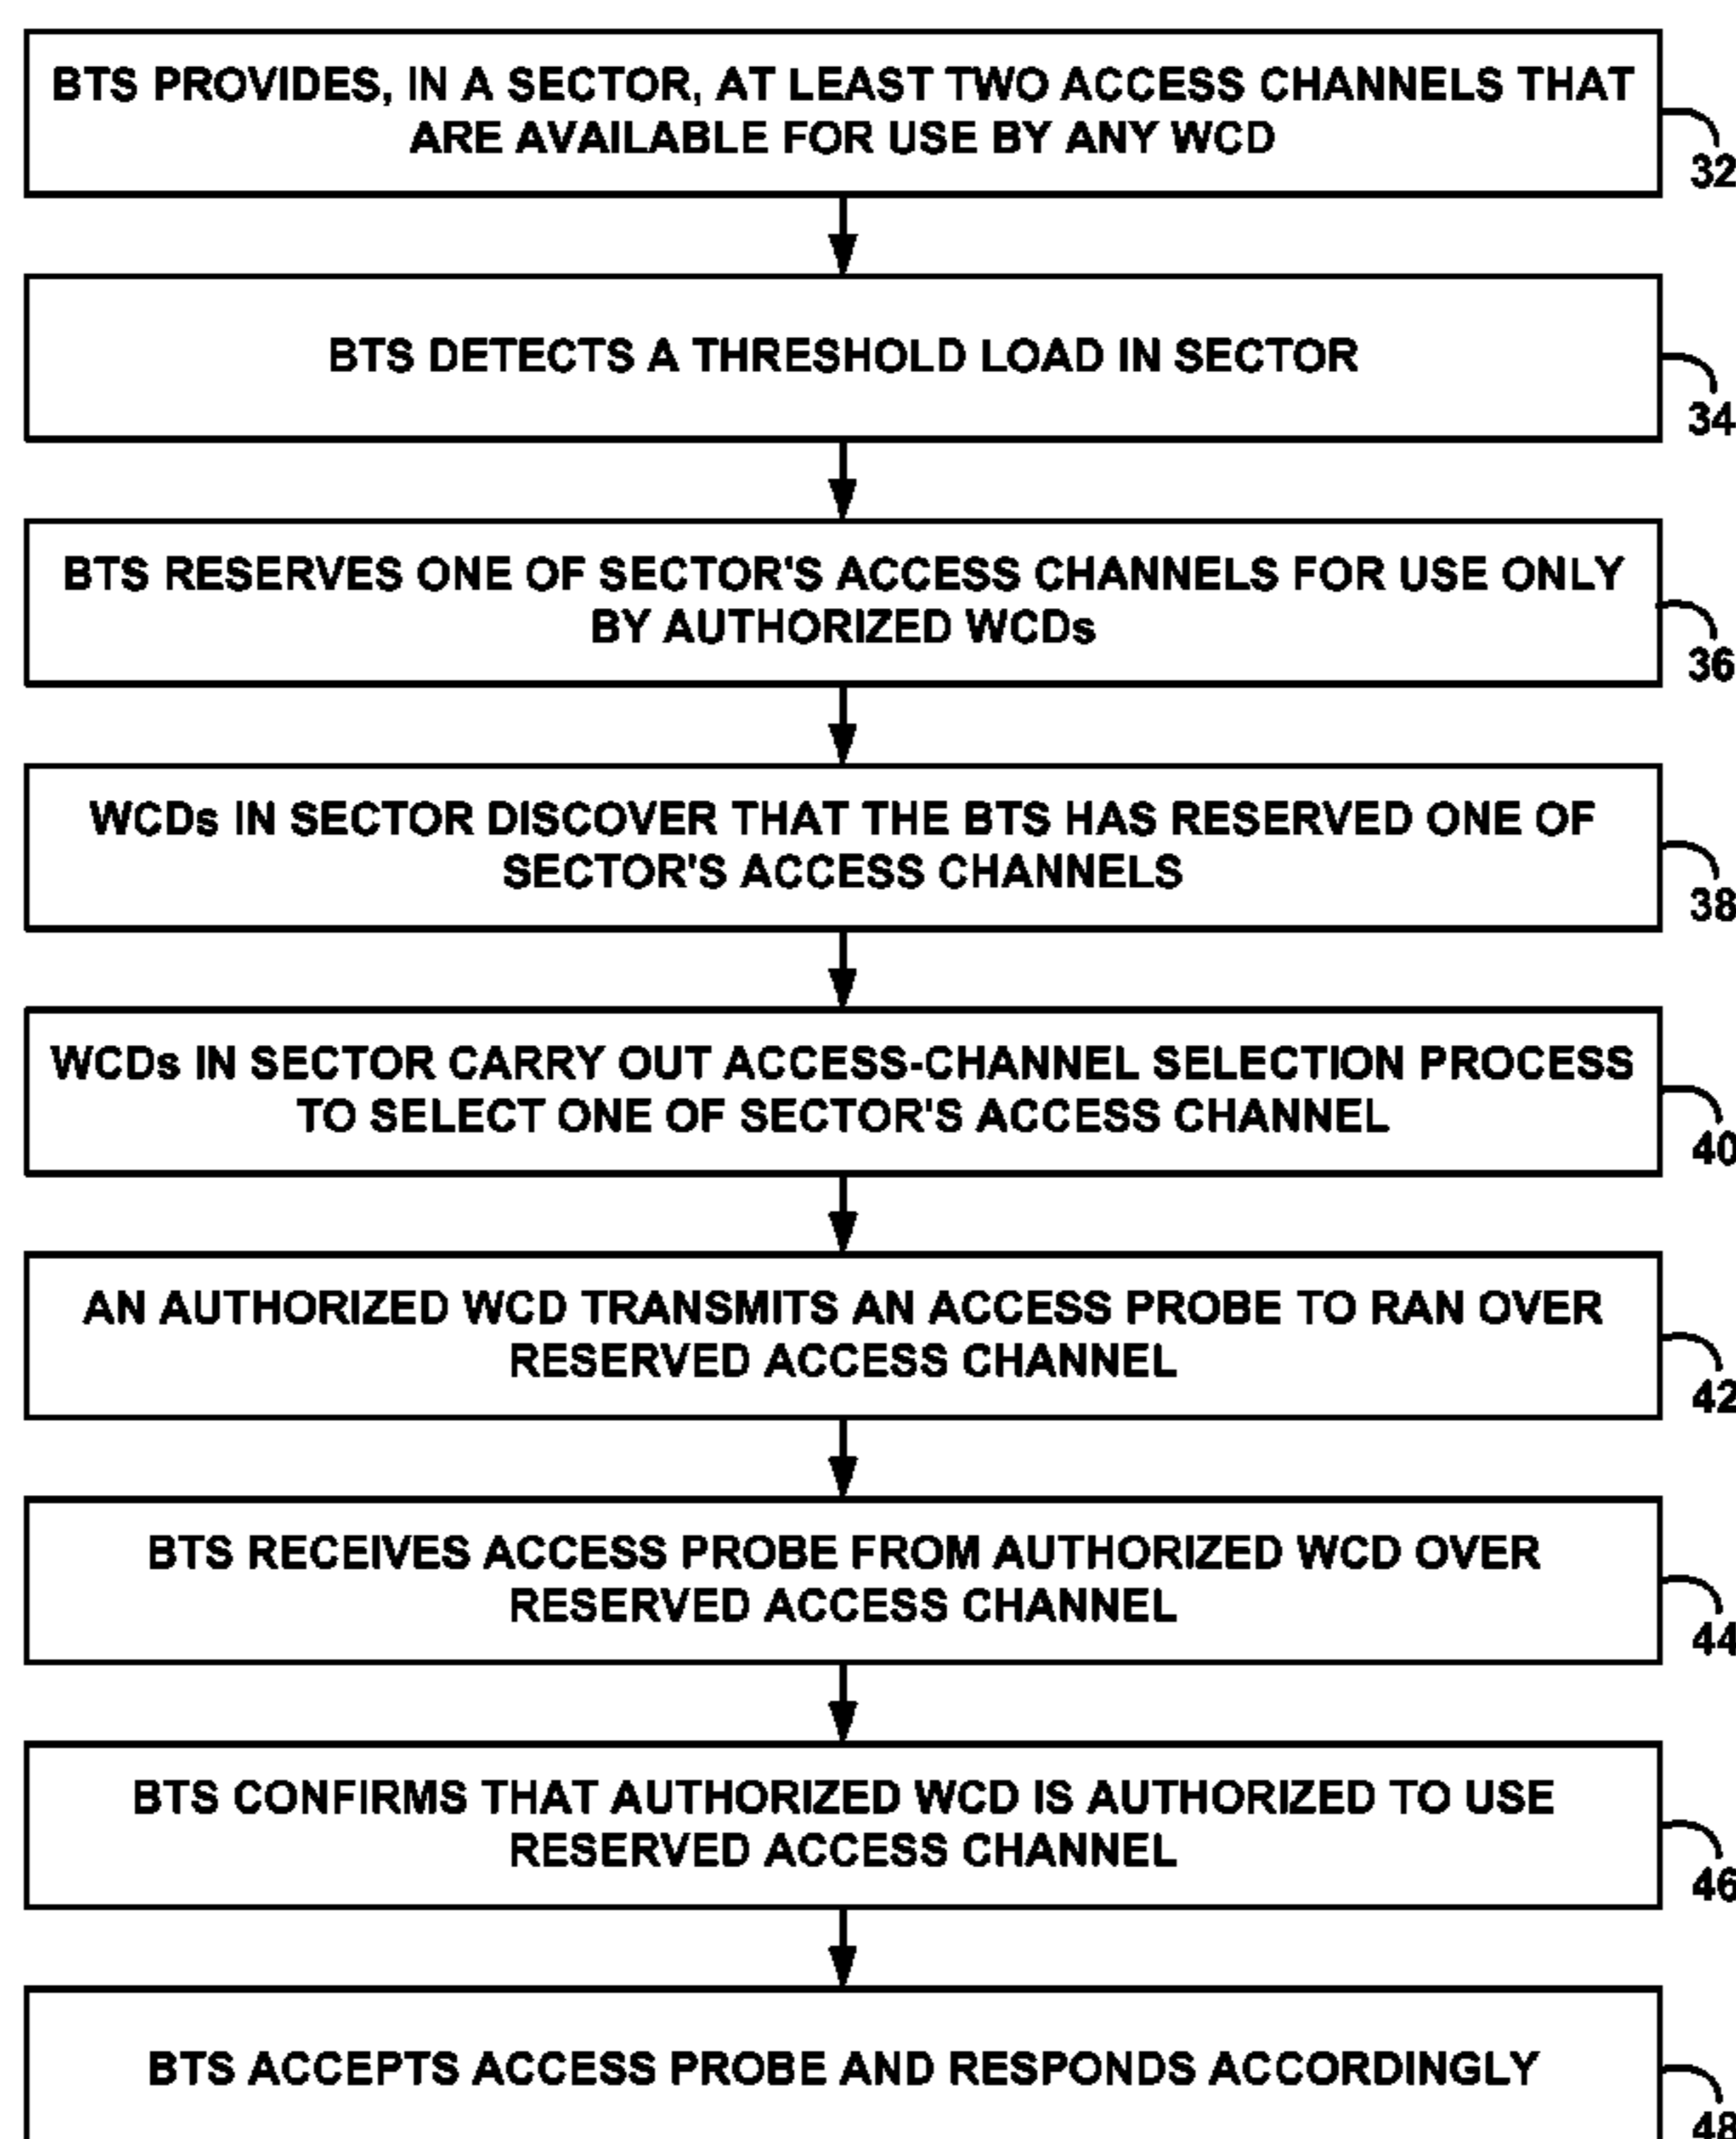 BTS PROVIDES, IN A SECTOR, AT LEAST TWO ACCESS CHANNELS THAT
ARE AVAILABLE FOR USE BY ANY WCD
32
BTS DETECTS A THRESHOLD LOAD IN SECTOR
34
BTS RESERVES ONE OF SECTOR'S ACCESS CHANNELS FOR USE ONLY
BY AUTHORIZED WCDs
36
WCDs IN SECTOR DISCOVER THAT THE BTS HAS RESERVED ONE OF
SECTOR'S ACCESS CHANNELS
38
WCDs IN SECTOR CARRY OUT ACCESS-CHANNEL SELECTION PROCESS
TO SELECT ONE OF SECTOR'S ACCESS CHANNEL
40
AN AUTHORIZED WCD TRANSMITS AN ACCESS PROBE TO RAN OVER
RESERVED ACCESS CHANNEL
42
BTS RECEIVES ACCESS PROBE FROM AUTHORIZED WCD OVER
RESERVED ACCESS CHANNEL
44
BTS CONFIRMS THAT AUTHORIZED WCD IS AUTHORIZED TO USE
RESERVED ACCESS CHANNEL
46
BTS ACCEPTS ACCESS PROBE AND RESPONDS ACCORDINGLY
48